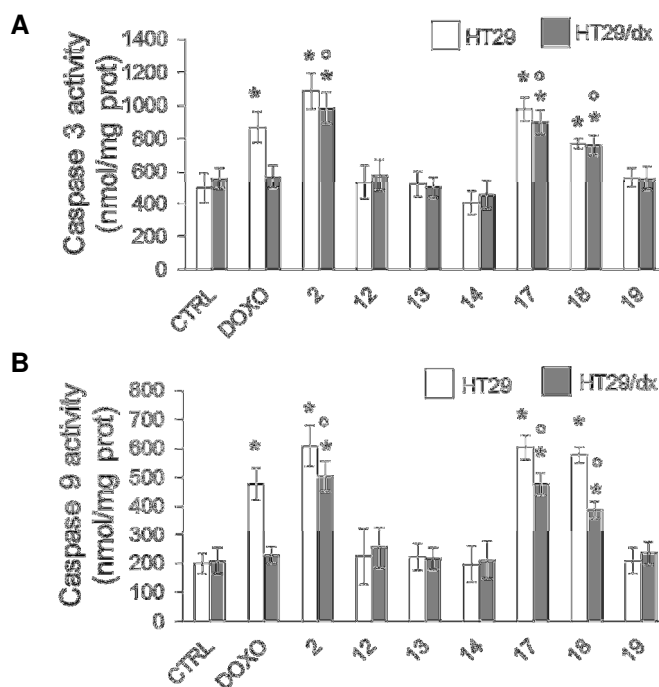 A
HT29
HT29/dx
Caspase 3 activity
(nmol/mg prot)
1400
1200
1000
800
600
400
200
0
* * ° * * ° * * ° *
CTRL
DOXO
2
12
13
14
17
18
19
B
HT29
HT29/dx
Caspase 9 activity
(nmol/mg prot)
800
700
600
500
400
300
200
100
0
* * ° * * ° * * ° *
CTRL
DOXO
2
12
13
14
17
18
19